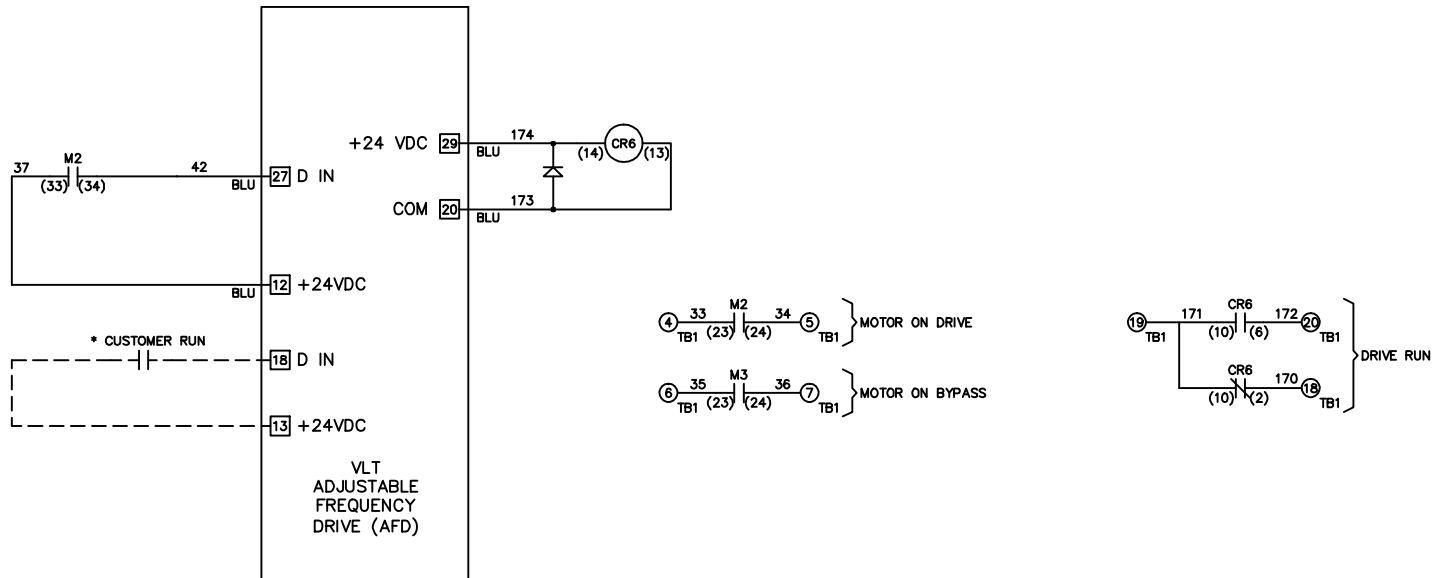 +24 VDC 29 174 BLU (14) CR6 (13)
37 M2 (33) (34) 42 BLU 27 D IN
COM 20 173 BLU
BLU 12 +24VDC
* CUSTOMER RUN
18 D IN
13 +24VDC
VLT
ADJUSTABLE
FREQUENCY
DRIVE (AFD)
4 TB1 33 M2 (23) (24) 34 5 TB1 MOTOR ON DRIVE
6 TB1 35 M3 (23) (24) 36 7 TB1 MOTOR ON BYPASS
19 TB1 171 CR6 (10) (6) 172 20 TB1
DRIVE RUN
CR6 (10) (2) 170 18 TB1